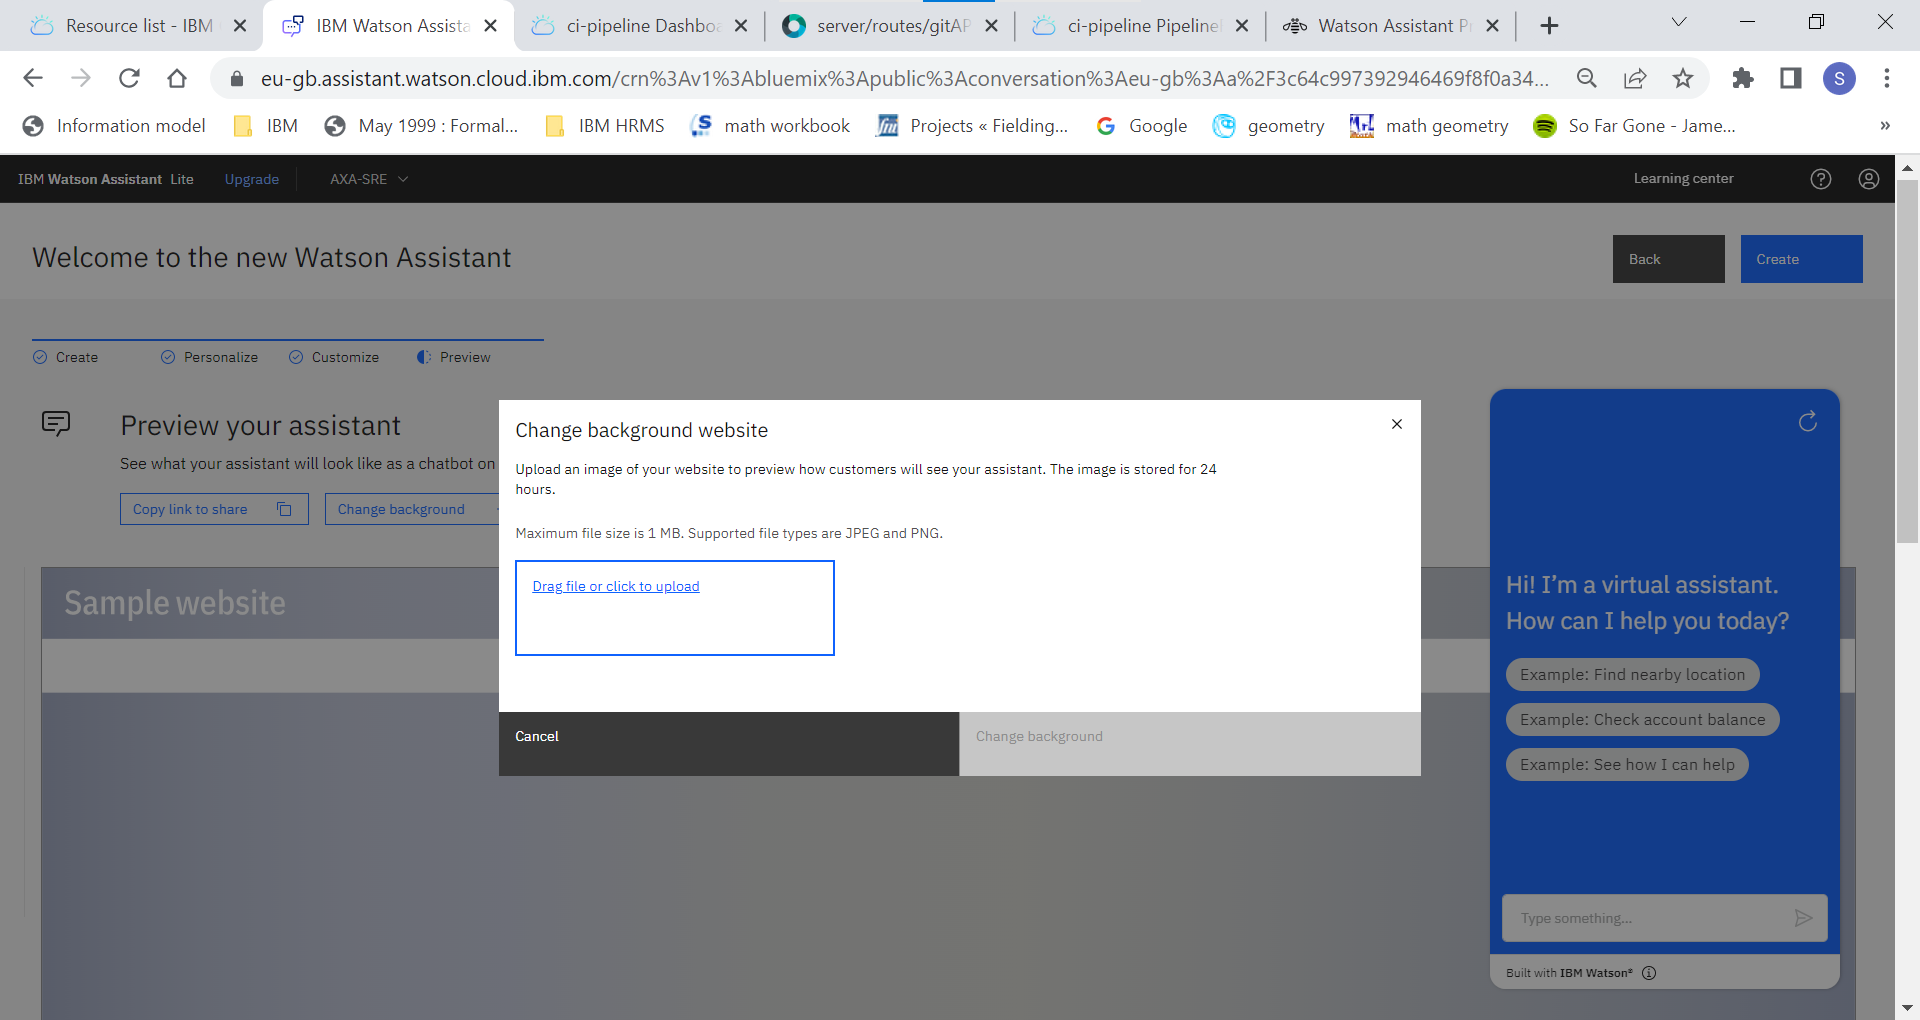 Resource list - IBM
IBM Watson Assista
ci-pipeline Dashboa
server/routes/gitAP
ci-pipeline Pipeline
Watson Assistant P
eu-gb.assistant.watson.cloud.ibm.com/crn%3Av1%3Abluemix%3Apublic%3Aconversation%3Aeu-gb%3Aa%2F3c64c997392946469f8f0a34...
S
Information model
IBM
May 1999 : Formal...
IBM HRMS
math workbook
Projects « Fielding...
Google
geometry
math geometry
So Far Gone - Jame...
»
IBM Watson Assistant Lite
Upgrade
AXA-SRE
Learning center
Welcome to the new Watson Assistant
Back
Create
Create
Personalize
Customize
Preview
Preview your assistant
See what your assistant will look like as a chatbot on
Copy link to share
Change background
Sample website
Change background website
Upload an image of your website to preview how customers will see your assistant. The image is stored for 24
hours.
Maximum file size is 1 MB. Supported file types are JPEG and PNG.
Drag file or click to upload
Cancel
Change background
Hi! I’m a virtual assistant.
How can I help you today?
Example: Find nearby location
Example: Check account balance
Example: See how I can help
Type something...
Built with IBM Watson®